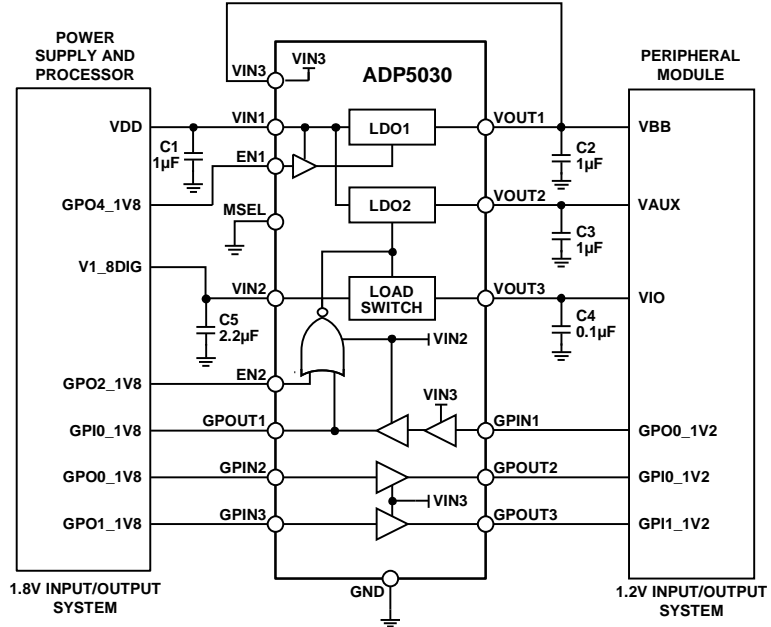 POWER
SUPPLY AND
PROCESSOR
VIN3
VIN3
ADP5030
PERIPHERAL
MODULE
VDD
C1
1µF
VIN1
LDO1
VOUT1
VBB
C2
1µF
EN1
GPO4_1V8
MSEL
LDO2
VOUT2
VAUX
C3
1µF
V1_8DIG
VIN2
LOAD
SWITCH
VOUT3
VIO
C4
0.1µF
C5
2.2µF
VIN2
GPO2_1V8
EN2
VIN3
GPI0_1V8
GPOUT1
GPIN1
GPO0_1V2
GPO0_1V8
GPIN2
GPOUT2
GPI0_1V2
VIN3
GPO1_1V8
GPIN3
GPOUT3
GPI1_1V2
1.8V INPUT/OUTPUT
SYSTEM
GND
1.2V INPUT/OUTPUT
SYSTEM